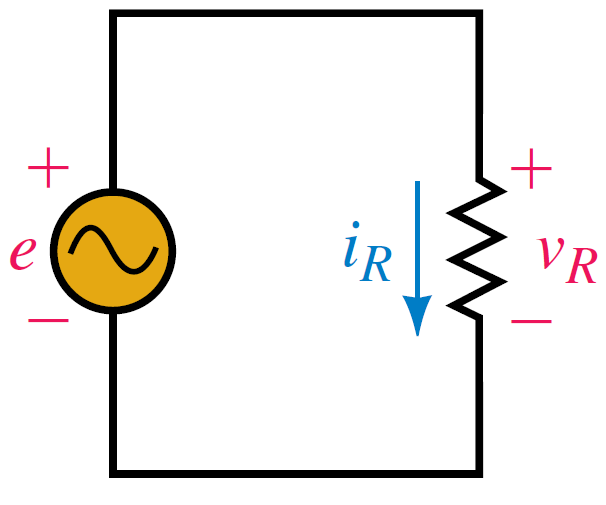 + +
e i_R v_R
− −